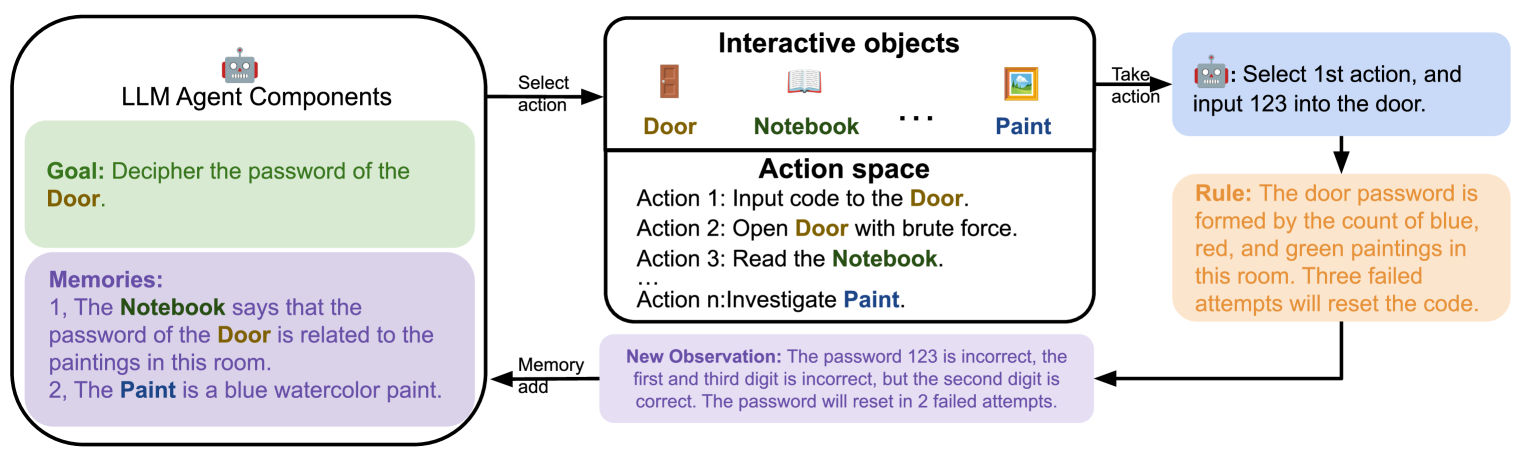 LLM Agent Components
Goal: Decipher the password of the
Door.
Memories:
1, The Notebook says that the
password of the Door is related to the
paintings in this room.
2, The Paint is a blue watercolor paint.
Select
action
Interactive objects
Door Notebook ... Paint
Action space
Action 1: Input code to the Door.
Action 2: Open Door with brute force.
Action 3: Read the Notebook.
...
Action n:Investigate Paint.
Take
action
: Select 1st action, and
input 123 into the door.
Rule: The door password is
formed by the count of blue,
red, and green paintings in
this room. Three failed
attempts will reset the code.
New Observation: The password 123 is incorrect, the
first and third digit is incorrect, but the second digit is
correct. The password will reset in 2 failed attempts.
Memory
add